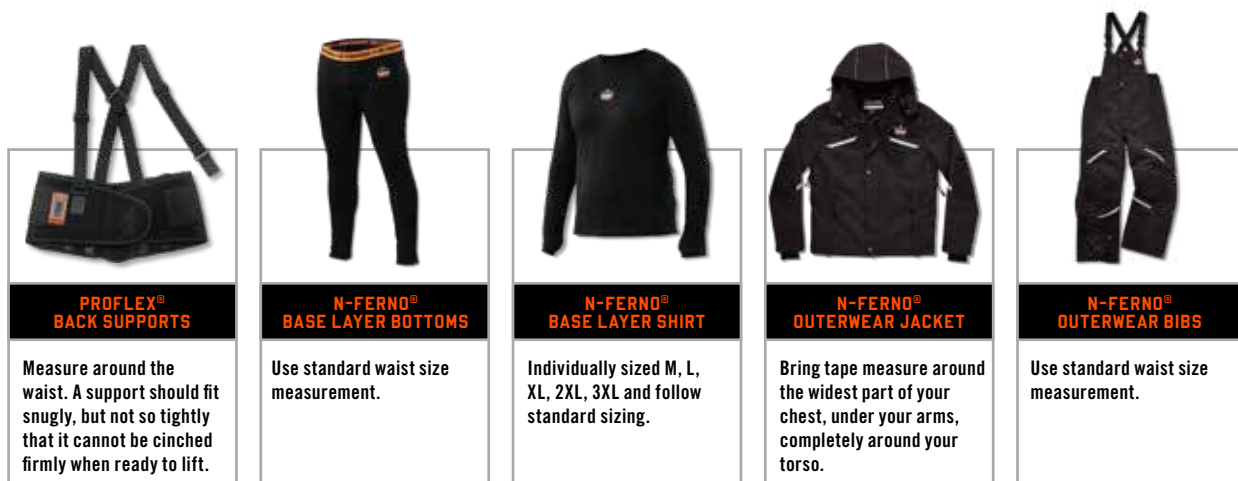 PROFLEX®
BACK SUPPORTS
Measure around the
waist. A support should fit
snugly, but not so tightly
that it cannot be cinched
firmly when ready to lift.
N-FERNO®
BASE LAYER BOTTOMS
Use standard waist size
measurement.
N-FERNO®
BASE LAYER SHIRT
Individually sized M, L,
XL, 2XL, 3XL and follow
standard sizing.
N-FERNO®
OUTERWEAR JACKET
Bring tape measure around
the widest part of your
chest, under your arms,
completely around your
torso.
N-FERNO®
OUTERWEAR BIBS
Use standard waist size
measurement.